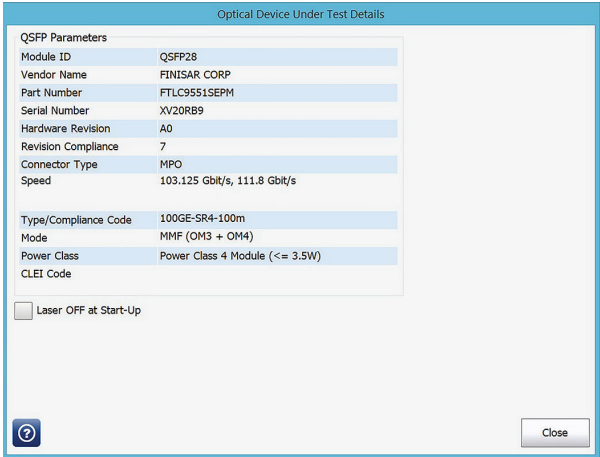 Optical Device Under Test Details
QSFP Parameters
Module ID QSFP28
Vendor Name FINISAR CORP
Part Number FTLC9551SEPM
Serial Number XV20RB9
Hardware Revision A0
Revision Compliance 7
Connector Type MPO
Speed 103.125 Gbit/s, 111.8 Gbit/s
Type/Compliance Code 100GE-SR4-100m
Mode MMF (OM3 + OM4)
Power Class Power Class 4 Module (<= 3.5W)
CLEI Code
Laser OFF at Start-Up
?
Close